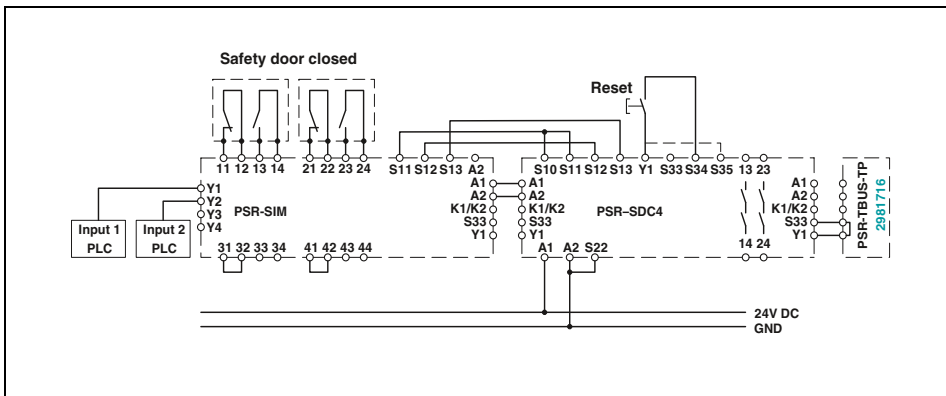 Safety door closed
Reset
11 12 13 14
21 22 23 24
S11 S12 S13 A2
S10 S11 S12 S13 Y1 S33 S34 S35 13 23
Y1
Y2
Y3
Y4
PSR-SIM
A1
A2
K1/K2
S33
Y1
A1
A2
K1/K2
S33
Y1
PSR–SDC4
A1
A2
K1/K2
S33
Y1
PSR-TBUS-TP
2981716
Input 1
PLC
Input 2
PLC
31 32 33 34
41 42 43 44
A1 A2 S22
14 24
24V DC
GND